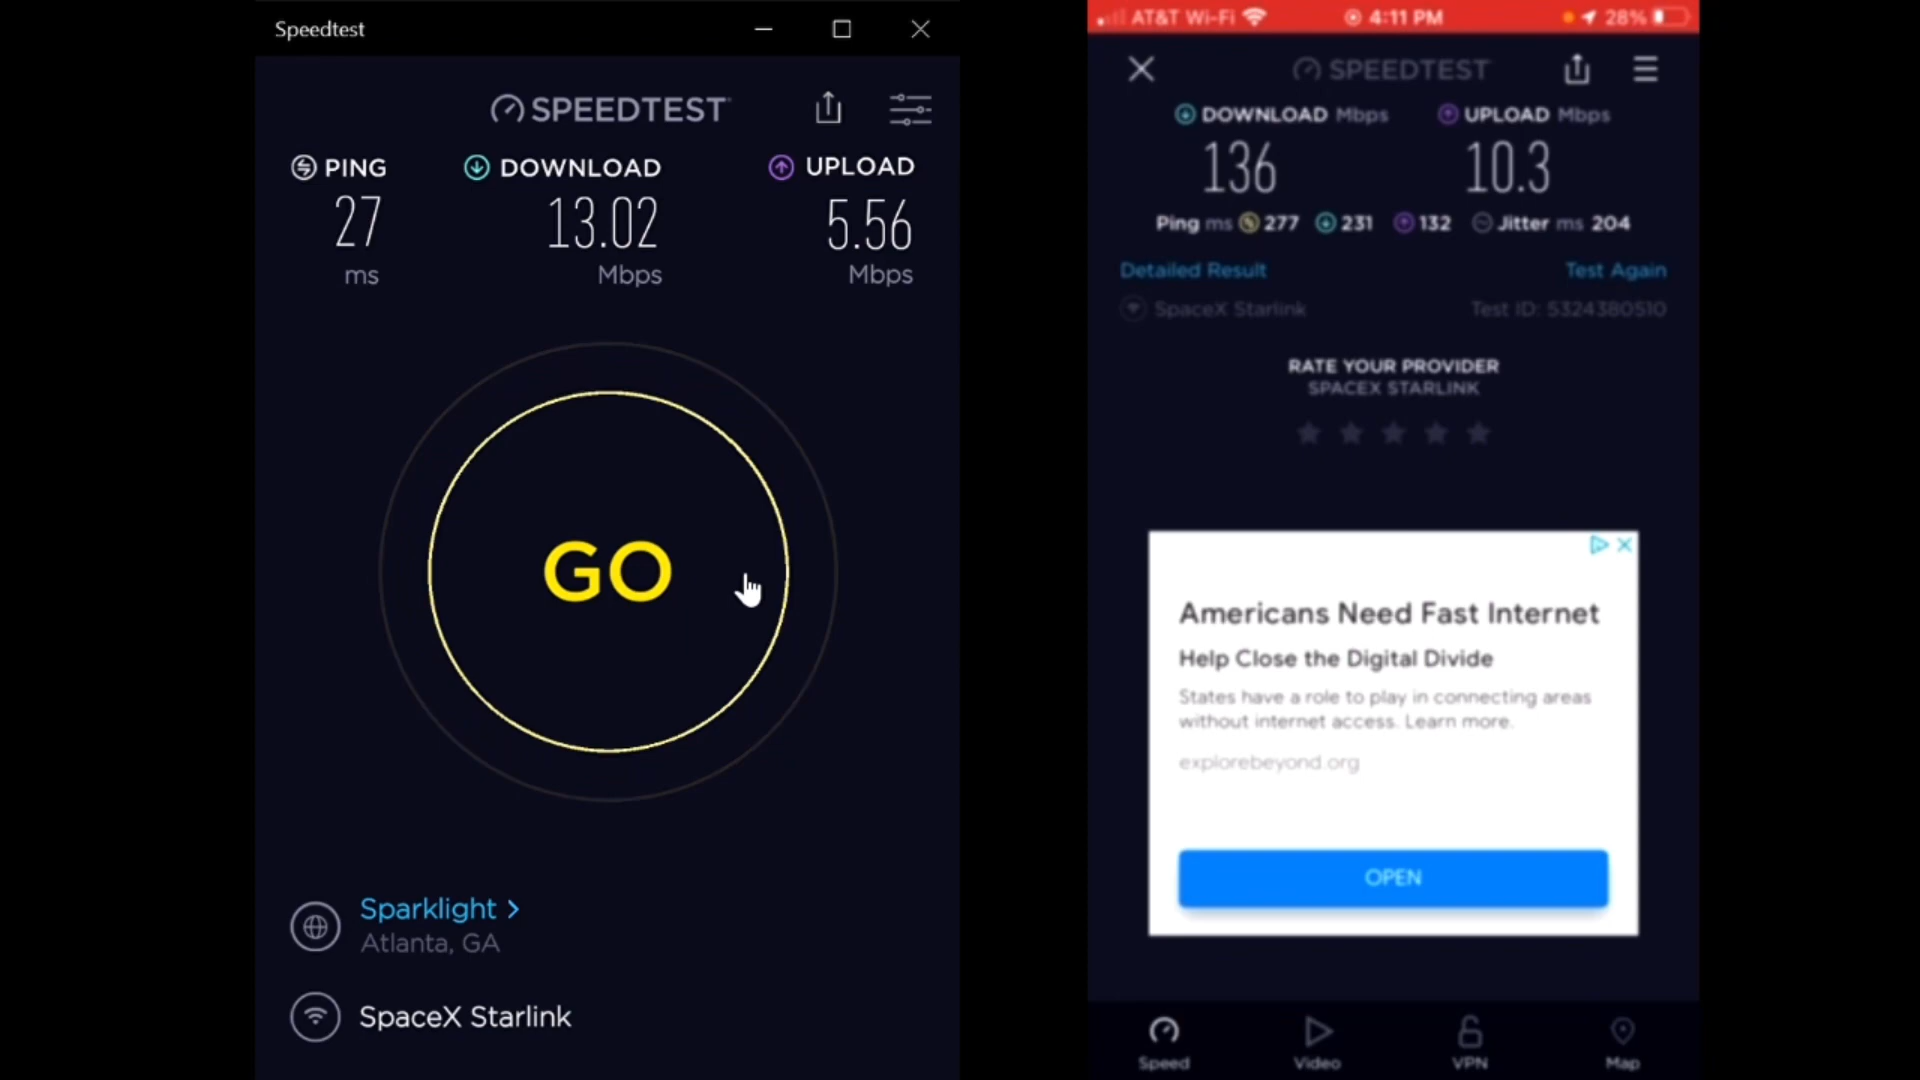 Speedtest
SPEEDTEST
PING
DOWNLOAD
UPLOAD
27
13.02
5.56
ms
Mbps
Mbps
GO
Sparklight >
Atlanta, GA
SpaceX Starlink
AT&T Wi-Fi
4:11 PM
28%
SPEEDTEST
DOWNLOAD Mbps
UPLOAD Mbps
136
10.3
Ping ms 277 231 132 Jitter ms 204
Detailed Result
Test Again
SpaceX Starlink
Test ID: 5324380510
RATE YOUR PROVIDER
SPACEX STARLINK
Americans Need Fast Internet
Help Close the Digital Divide
States have a role to play in connecting areas
without internet access. Learn more.
explorebeyond.org
OPEN
Speed
Video
VPN
Map